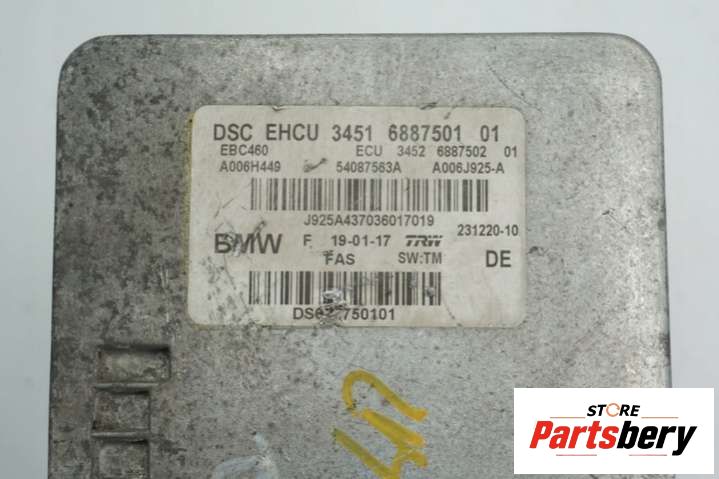 DSC EHCU 3451 6887501 01
EBC460 ECU 3452 6887502 01
A006H449 54087563A A006J925-A
J925A437036017019
231220-10
BMW F 19-01-17 TRW
FAS SW:TM DE
STORE
Partsbery